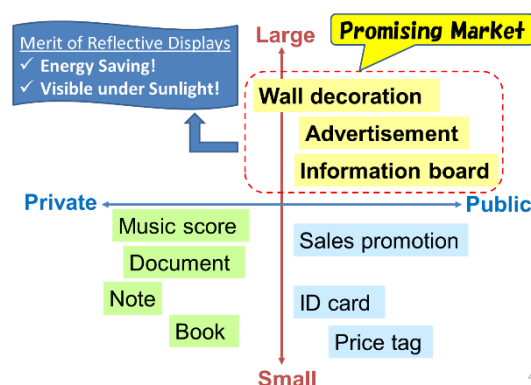 Merit of Reflective Displays
✓ Energy Saving!
✓ Visible under Sunlight!
Large
Promising Market
Wall decoration
Advertisement
Information board
Private
Public
Music score
Document
Note
Book
Sales promotion
ID card
Price tag
Small
4